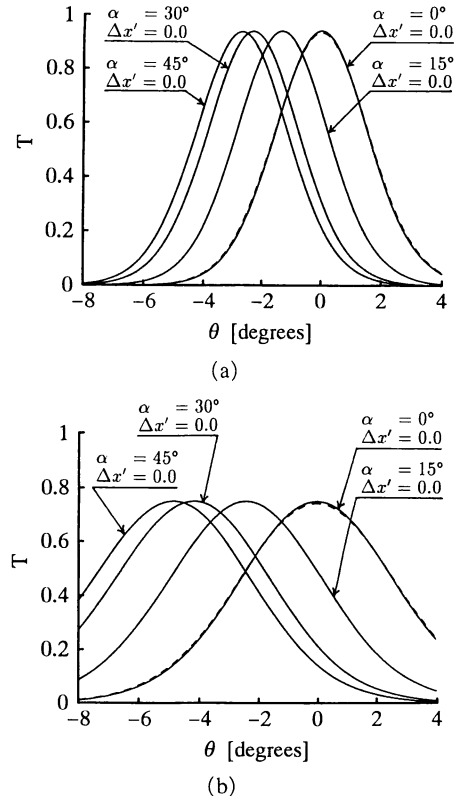 α = 30°
Δx′ = 0.0
α = 45°
Δx′ = 0.0
α = 0°
Δx′ = 0.0
α = 15°
Δx′ = 0.0
T
1
0.8
0.6
0.4
0.2
0
−8 −6 −4 −2 0 2 4
θ [degrees]
(a)
α = 30°
Δx′ = 0.0
α = 45°
Δx′ = 0.0
α = 0°
Δx′ = 0.0
α = 15°
Δx′ = 0.0
T
1
0.8
0.6
0.4
0.2
0
−8 −6 −4 −2 0 2 4
θ [degrees]
(b)